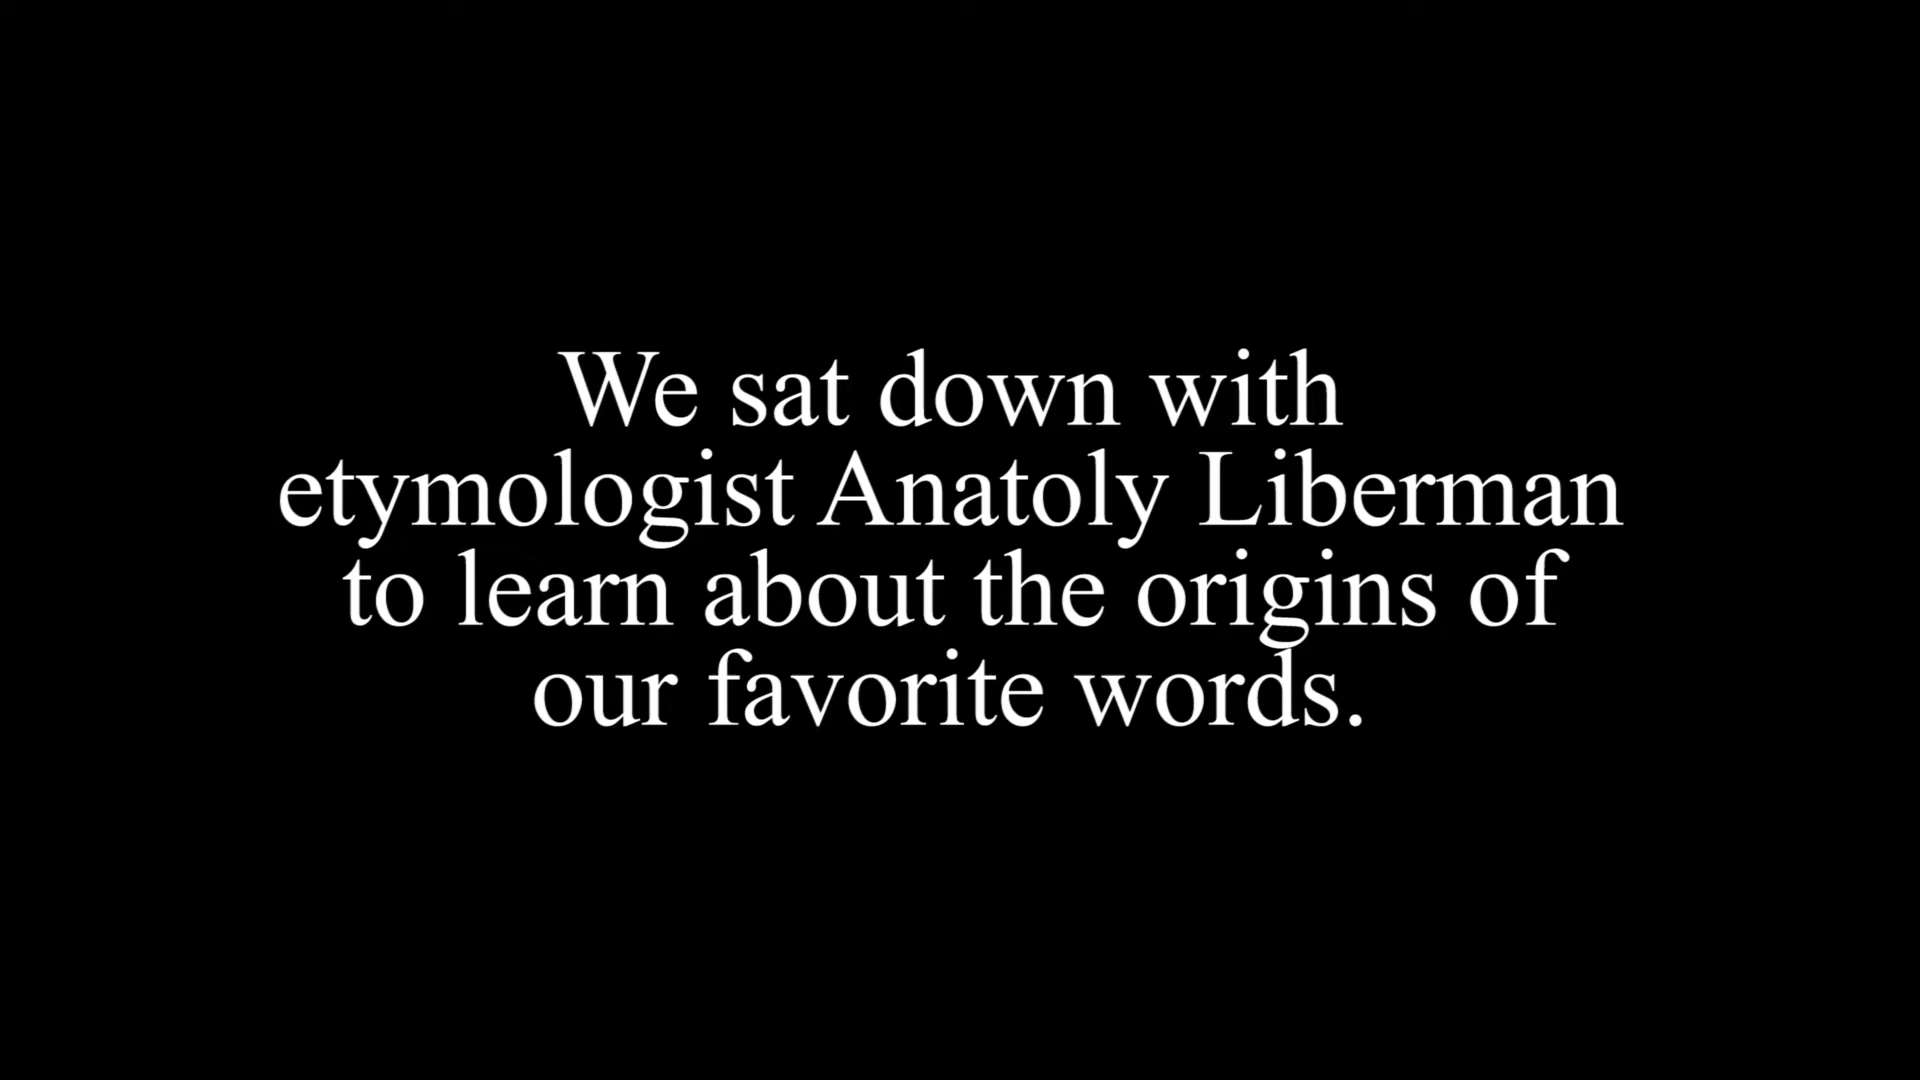 We sat down with
etymologist Anatoly Liberman
to learn about the origins of
our favorite words.